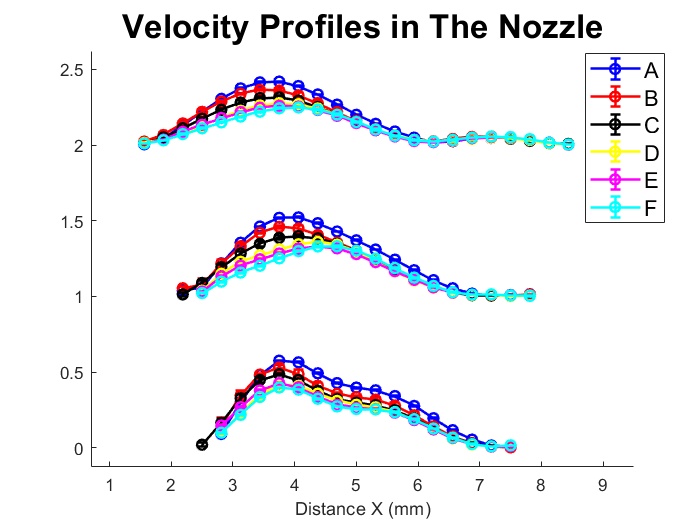 Velocity Profiles in The Nozzle
2.5
2
1.5
1
0.5
0
A
B
C
D
E
F
1 2 3 4 5 6 7 8 9
Distance X (mm)